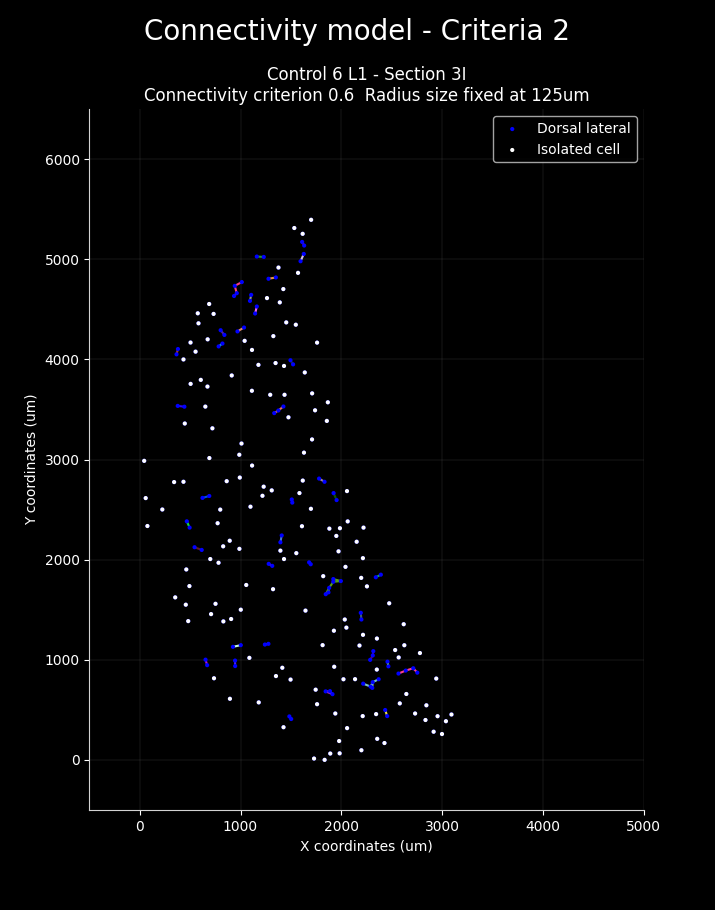 Connectivity model - Criteria 2
Control 6 L1 - Section 3I
Connectivity criterion 0.6  Radius size fixed at 125um
Dorsal lateral
Isolated cell
6000
5000
4000
3000
2000
1000
0
Y coordinates (um)
0 1000 2000 3000 4000 5000
X coordinates (um)